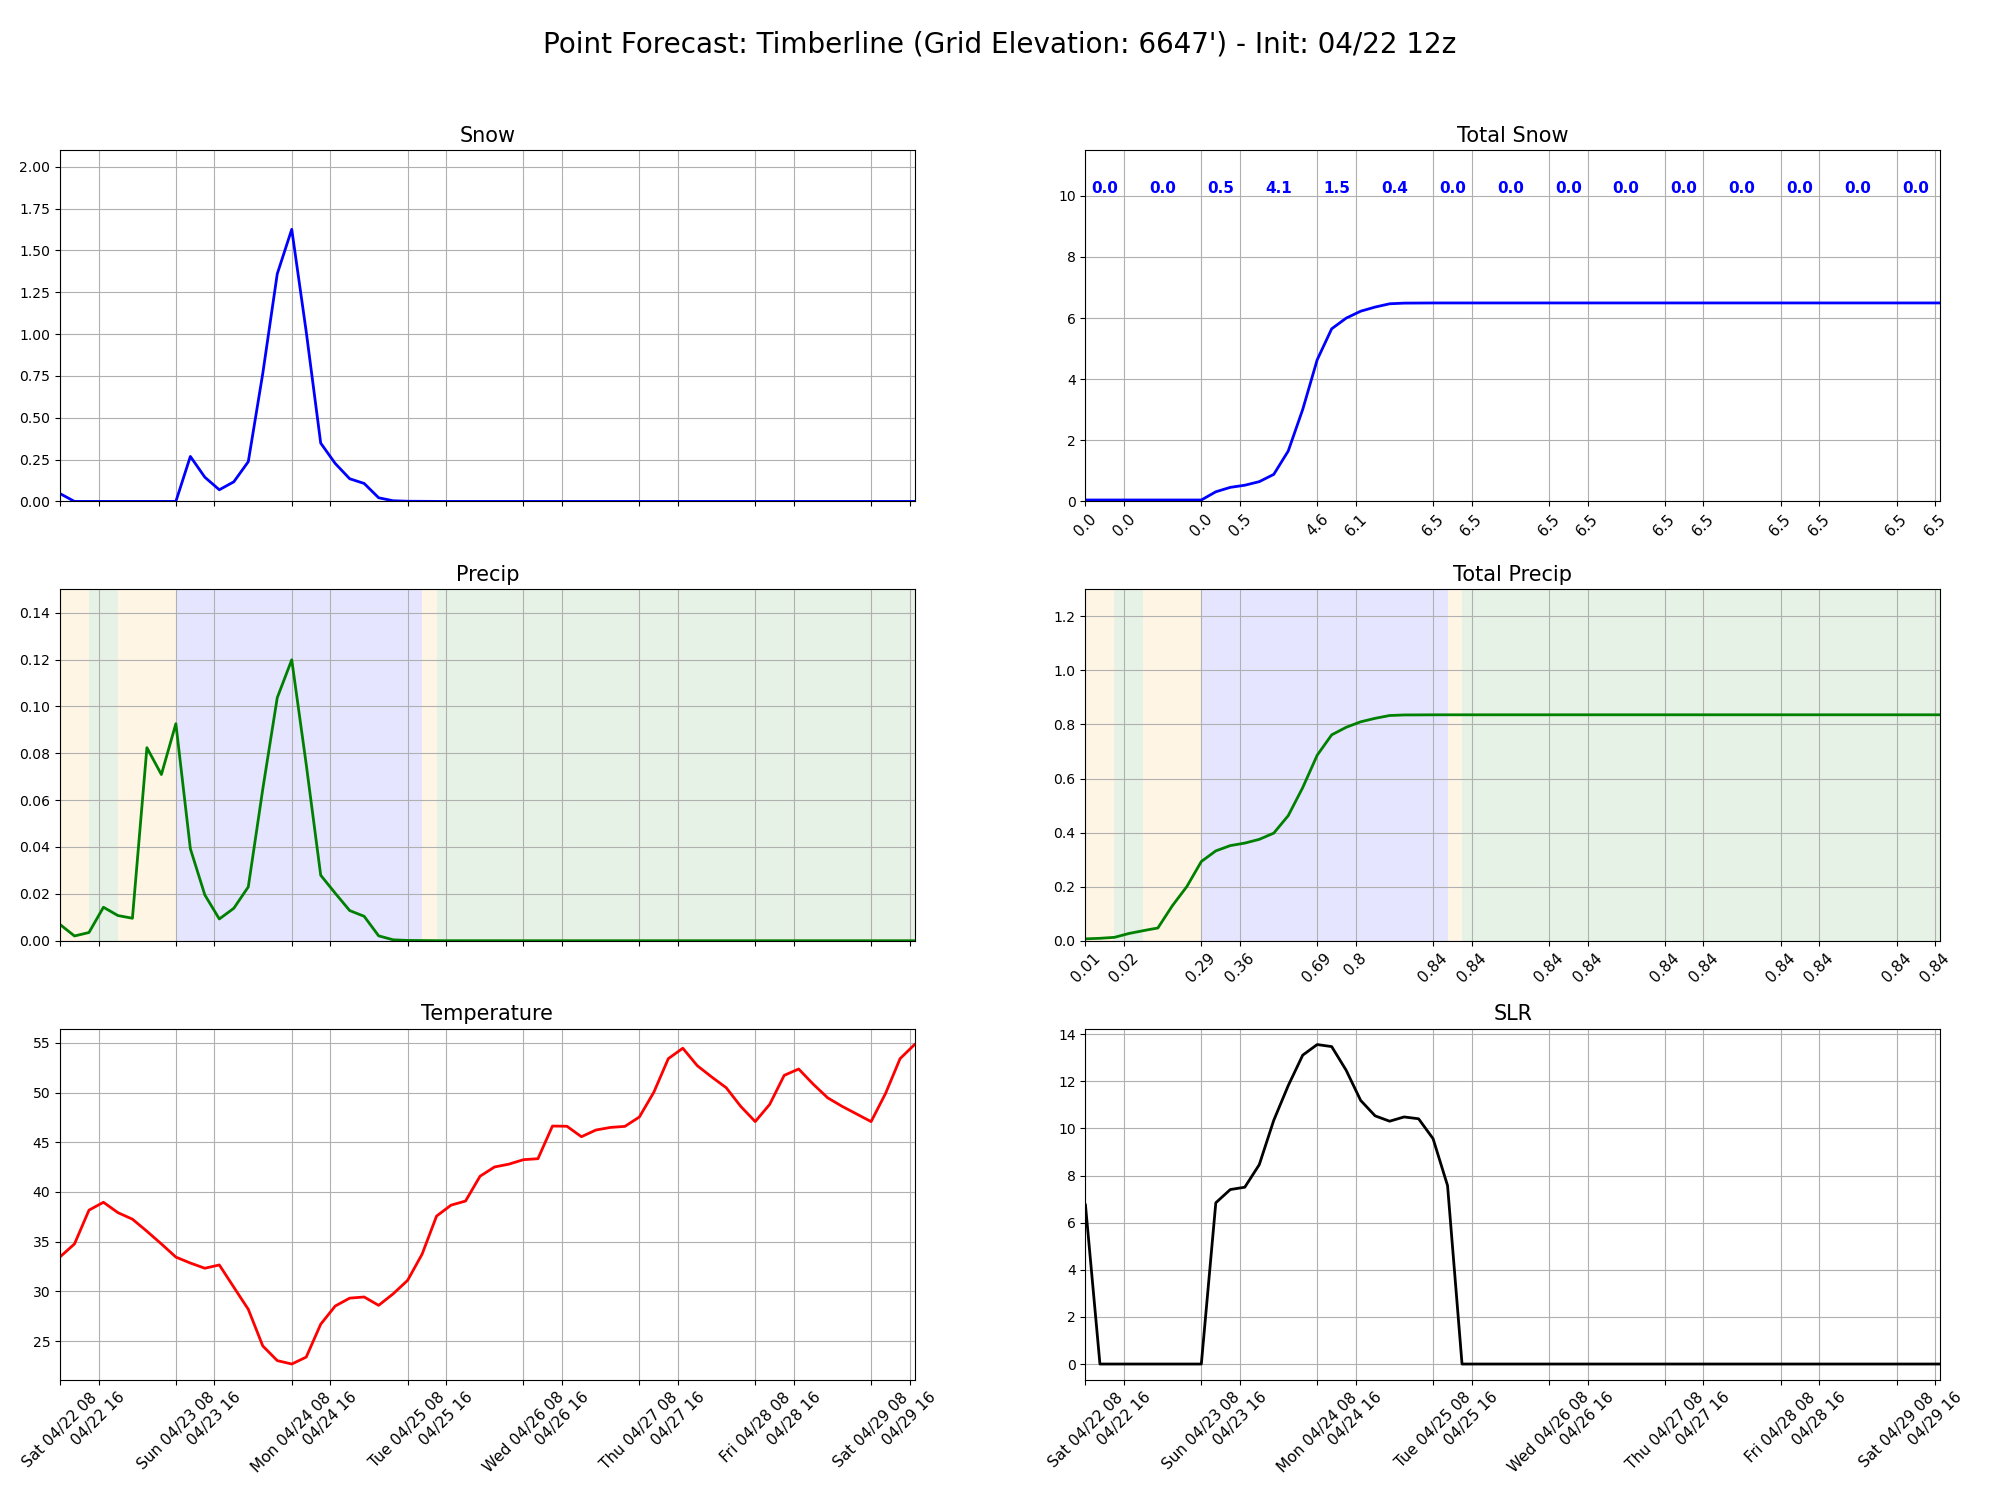 Point Forecast: Timberline (Grid Elevation: 6647') - Init: 04/22 12z
Snow
2.00
1.75
1.50
1.25
1.00
0.75
0.50
0.25
0.00
Total Snow
0.0 0.0 0.5 4.1 1.5 0.4 0.0 0.0 0.0 0.0 0.0 0.0 0.0 0.0 0.0
10
8
6
4
2
0
0.0 0.0 0.0 0.5 4.6 6.1 6.5 6.5 6.5 6.5 6.5 6.5 6.5 6.5 6.5 6.5
Precip
0.14
0.12
0.10
0.08
0.06
0.04
0.02
0.00
Total Precip
1.2
1.0
0.8
0.6
0.4
0.2
0.0
0.01 0.02 0.29 0.36 0.69 0.8 0.84 0.84 0.84 0.84 0.84 0.84 0.84 0.84 0.84 0.84
Temperature
55
50
45
40
35
30
25
Sat 04/22 08
04/22 16
Sun 04/23 08
04/23 16
Mon 04/24 08
04/24 16
Tue 04/25 08
04/25 16
Wed 04/26 08
04/26 16
Thu 04/27 08
04/27 16
Fri 04/28 08
04/28 16
Sat 04/29 08
04/29 16
SLR
14
12
10
8
6
4
2
0
Sat 04/22 08
04/22 16
Sun 04/23 08
04/23 16
Mon 04/24 08
04/24 16
Tue 04/25 08
04/25 16
Wed 04/26 08
04/26 16
Thu 04/27 08
04/27 16
Fri 04/28 08
04/28 16
Sat 04/29 08
04/29 16